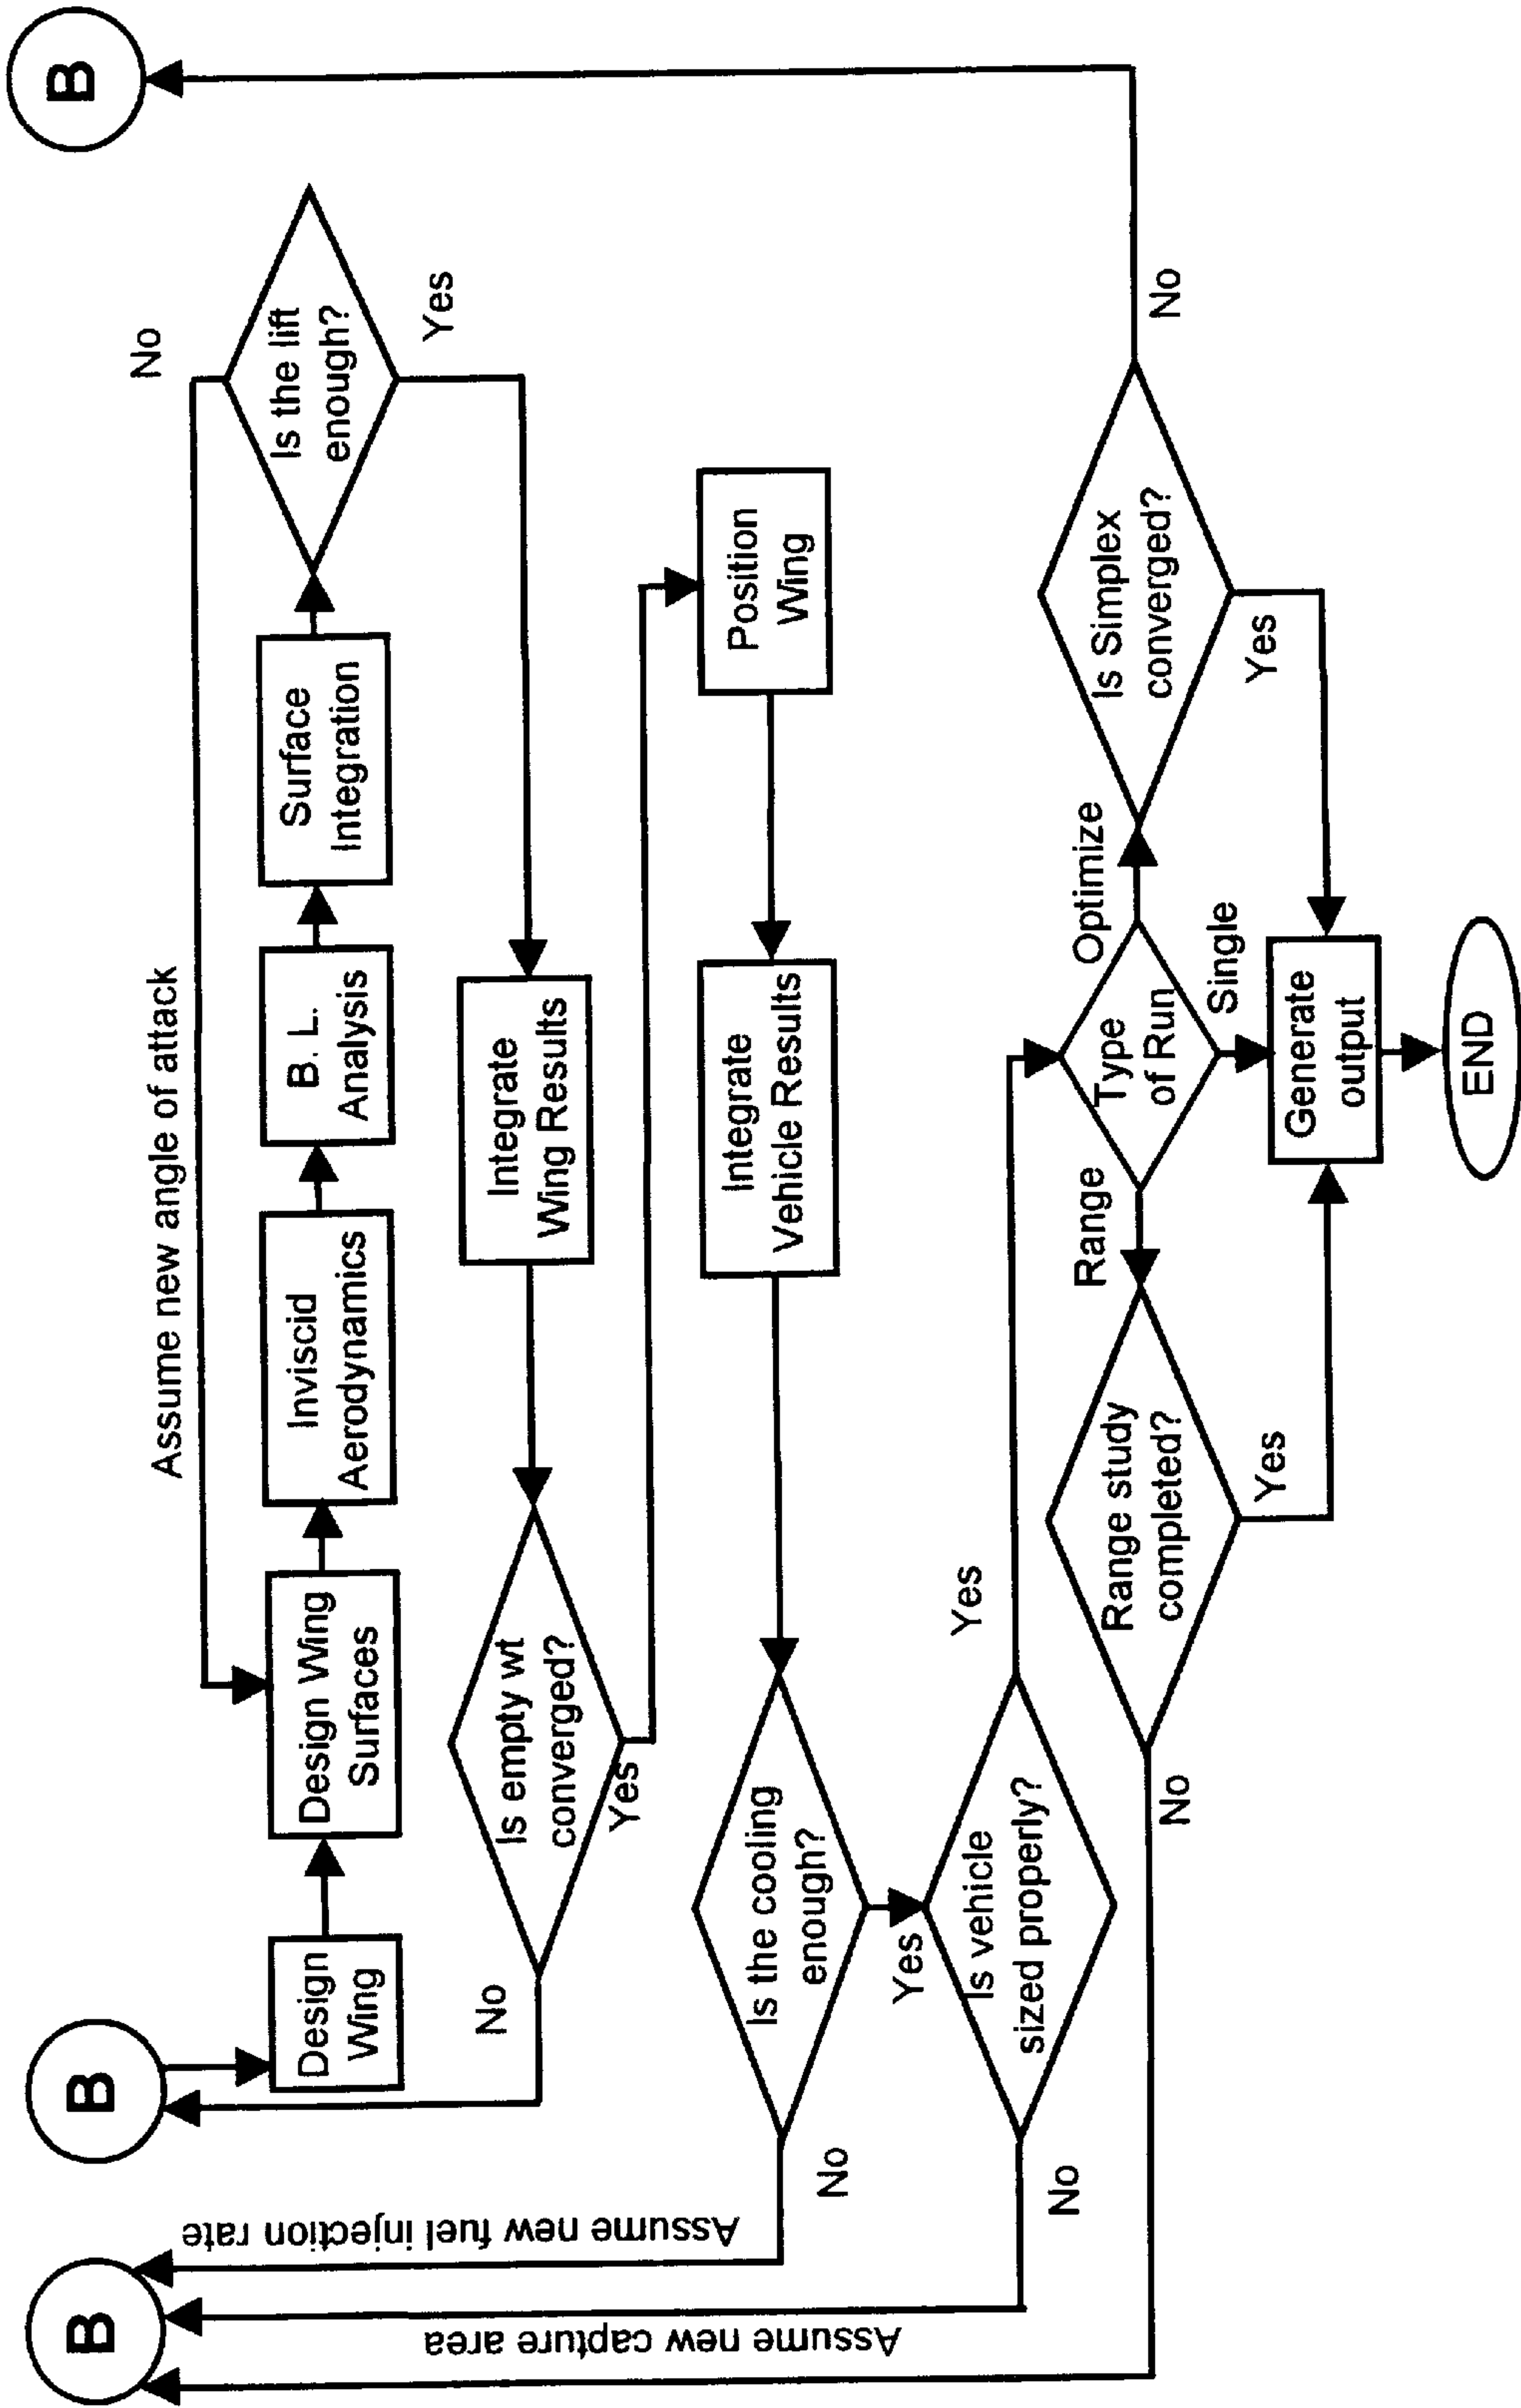 B
B
B
Assume new angle of attack
No
Design
Wing
Design Wing
Surfaces
Inviscid
Aerodynamics
B. L.
Analysis
Surface
Integration
Is the lift
enough?
Yes
No
Is empty wt
converged?
Yes
Integrate
Wing Results
Position
Wing
Assume new fuel injection rate
Assume new capture area
No
Is the cooling
enough?
Yes
Integrate
Vehicle Results
No
Is vehicle
sized properly?
Yes
No
Range study
completed?
Yes
Range
Type
of Run
Optimize
Single
Is Simplex
converged?
No
Yes
Generate
output
END